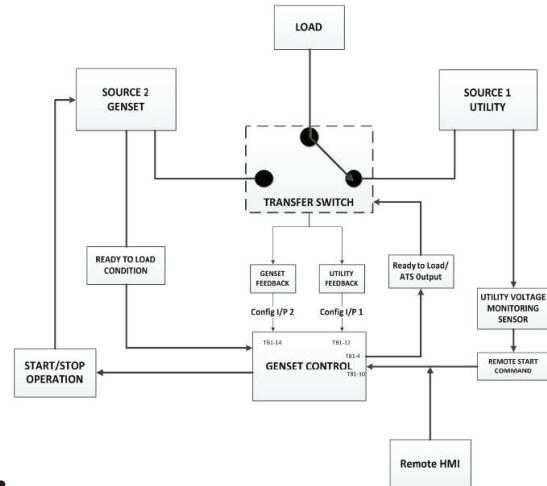 LOAD
SOURCE 2
GENSET
SOURCE 1
UTILITY
TRANSFER SWITCH
READY TO LOAD
CONDITION
GENSET
FEEDBACK
UTILITY
FEEDBACK
Ready to Load/
ATS Output
UTILITY VOLTAGE
MONITORING
SENSOR
Config I/P 2
Config I/P 1
TB1-14
TB1-12
TB1-4
GENSET CONTROL
TB1-10
START/STOP
OPERATION
REMOTE START
COMMAND
Remote HMI